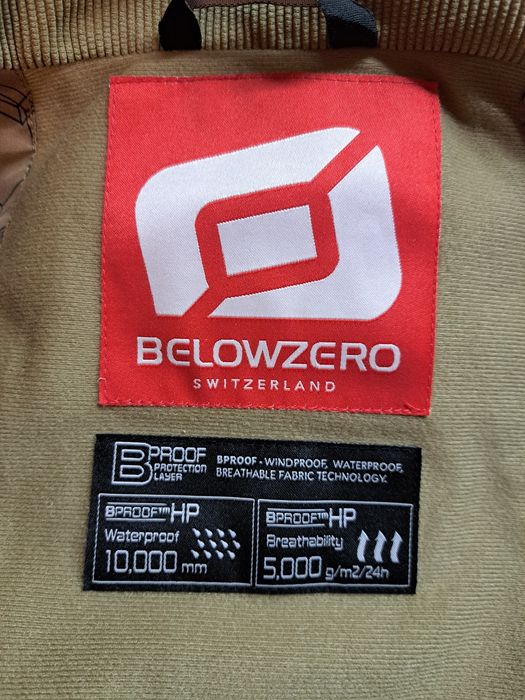 BELOWZERO
SWITZERLAND
BPROOF
PROTECTION
LAYER
BPROOF - WINDPROOF, WATERPROOF,
BREATHABLE FABRIC TECHNOLOGY.
BPROOF™HP
Waterproof
10,000 mm
BPROOF™HP
Breathability
5,000 g/m2/24h